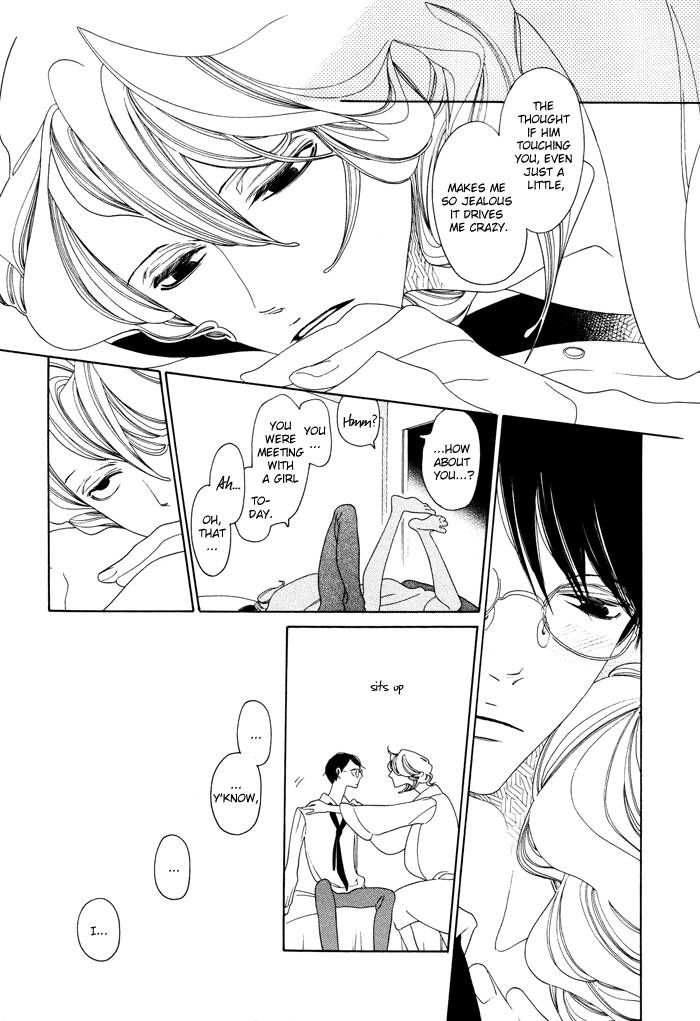 THE
THOUGHT
IF HIM
TOUCHING
YOU, EVEN
JUST A
LITTLE,
MAKES ME
SO JEALOUS
IT DRIVES
ME CRAZY.
...HOW
ABOUT
YOU...?
Hmm?
YOU
...
YOU
WERE
MEETING
WITH
A GIRL
TO-
DAY.
Ah...
OH,
THAT
...
sits up
...
...
Y'KNOW,
...
I...